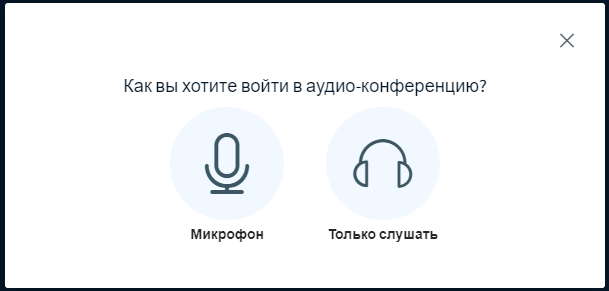 Как вы хотите войти в аудио-конференцию?
Микрофон
Только слушать